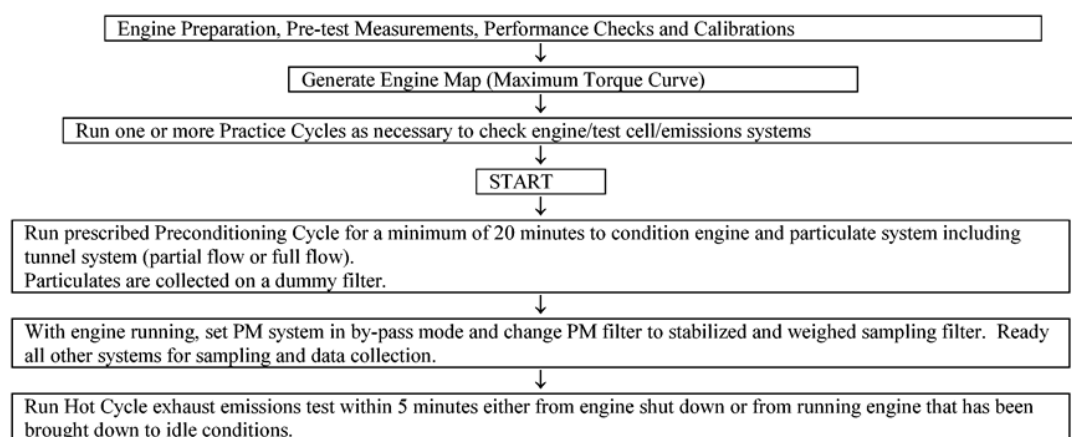 Engine Preparation, Pre-test Measurements, Performance Checks and Calibrations
Generate Engine Map (Maximum Torque Curve)
Run one or more Practice Cycles as necessary to check engine/test cell/emissions systems
START
Run prescribed Preconditioning Cycle for a minimum of 20 minutes to condition engine and particulate system including
tunnel system (partial flow or full flow).
Particulates are collected on a dummy filter.
With engine running, set PM system in by-pass mode and change PM filter to stabilized and weighed sampling filter.  Ready
all other systems for sampling and data collection.
Run Hot Cycle exhaust emissions test within 5 minutes either from engine shut down or from running engine that has been
brought down to idle conditions.